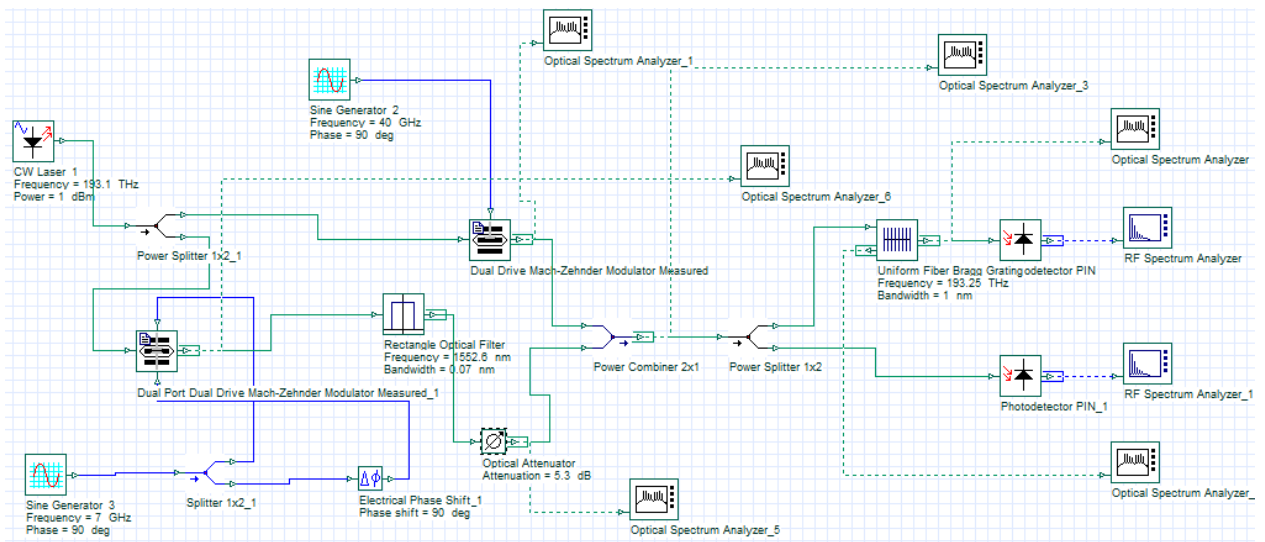 Optical Spectrum Analyzer_1
Optical Spectrum Analyzer_3
Sine Generator 2
Frequency = 40 GHz
Phase = 90 deg
CW Laser 1
Frequency = 193.1 THz
Power = 1 dBm
Optical Spectrum Analyzer
Optical Spectrum Analyzer_6
Power Splitter 1x2_1
Dual Drive Mach-Zehnder Modulator Measured
Uniform Fiber Bragg Gratingodetector PIN
Frequency = 193.25 THz
Bandwidth = 1 nm
RF Spectrum Analyzer
Rectangle Optical Filter
Frequency = 1552.6 nm
Bandwidth = 0.07 nm
Power Combiner 2x1
Power Splitter 1x2
Dual Port Dual Drive Mach-Zehnder Modulator Measured_1
Photodetector PIN_1
RF Spectrum Analyzer_1
Optical Attenuator
Attenuation = 5.3 dB
Optical Spectrum Analyzer_
Sine Generator 3
Frequency = 7 GHz
Phase = 90 deg
Splitter 1x2_1
Electrical Phase Shift_1
Phase shift = 90 deg
Optical Spectrum Analyzer_5